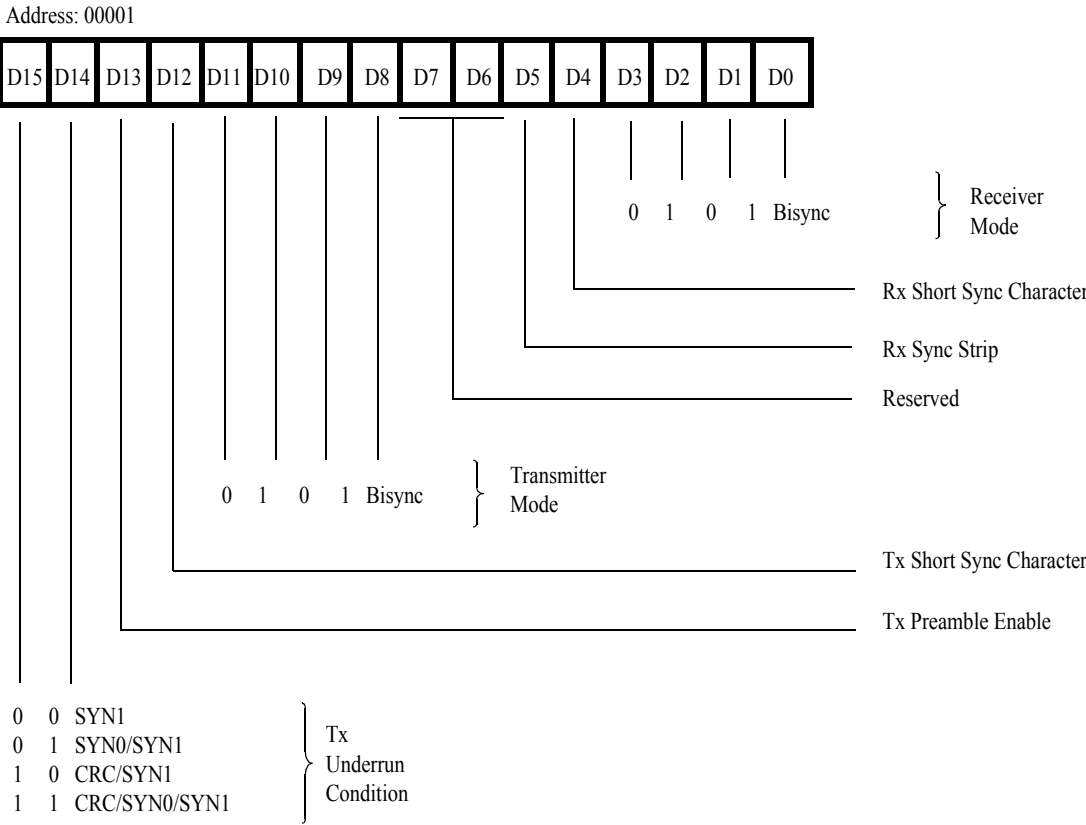 Address: 00001
D15 D14 D13 D12 D11 D10 D9 D8 D7 D6 D5 D4 D3 D2 D1 D0
0 1 0 1 Bisync
Receiver
Mode
Rx Short Sync Character
Rx Sync Strip
Reserved
0 1 0 1 Bisync
Transmitter
Mode
Tx Short Sync Character
Tx Preamble Enable
0 0 SYN1
0 1 SYN0/SYN1
1 0 CRC/SYN1
1 1 CRC/SYN0/SYN1
Tx
Underrun
Condition